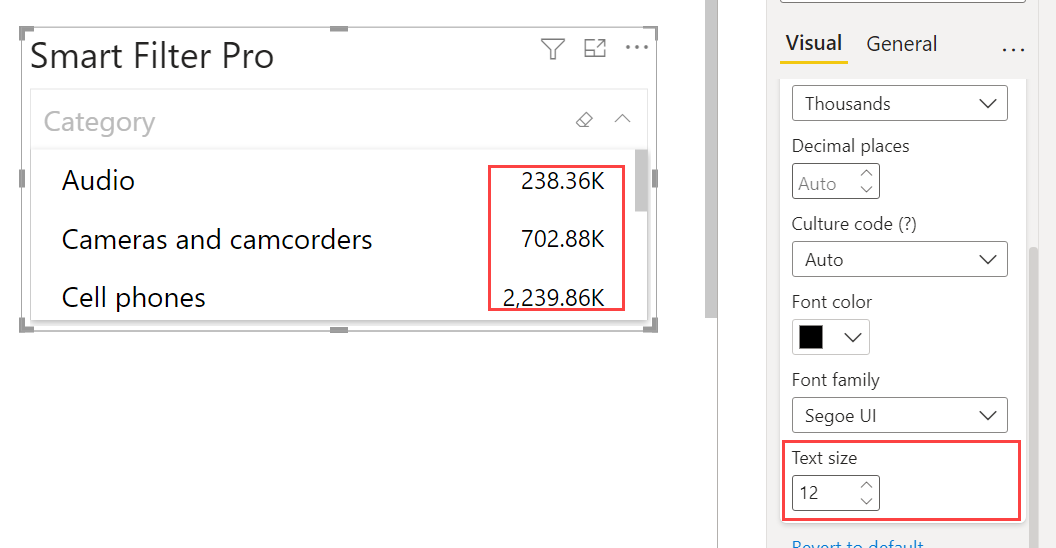 Smart Filter Pro
Category
Audio 238.36K
Cameras and camcorders 702.88K
Cell phones 2,239.86K
Visual General
Thousands
Decimal places
Auto
Culture code (?)
Auto
Font color
Font family
Segoe UI
Text size
12
Revert to default